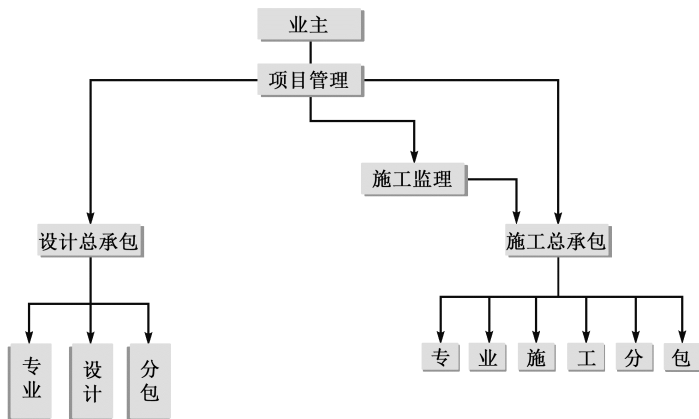 业主
项目管理
施工监理
设计总承包
施工总承包
专业
设计
分包
专
业
施
工
分
包